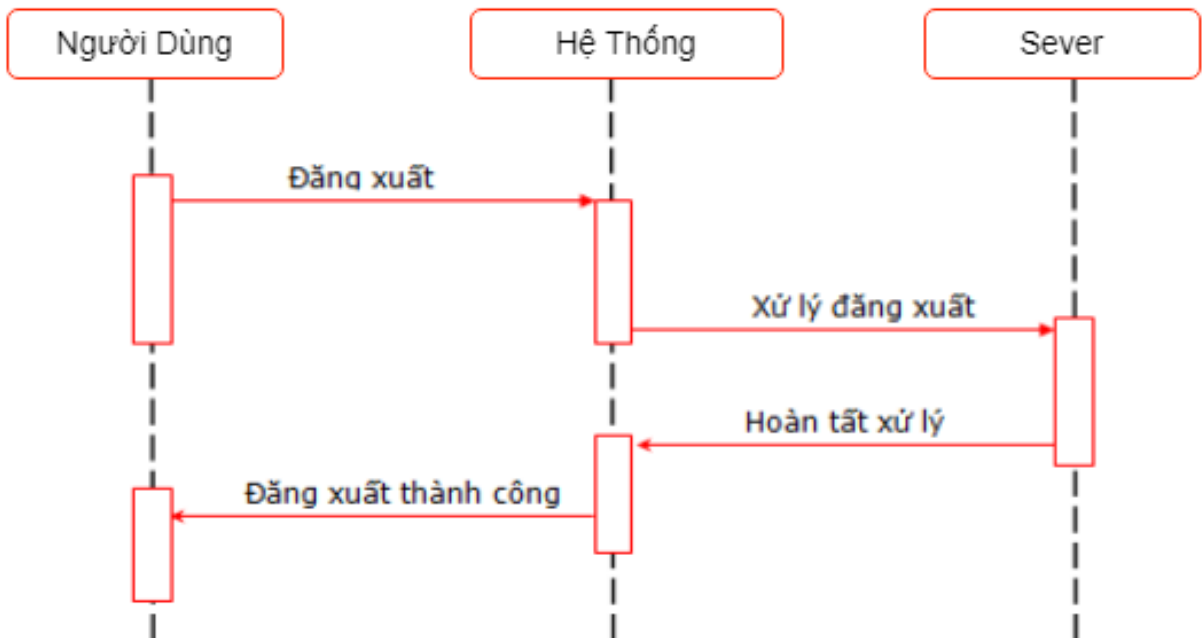 Người Dùng
Hệ Thống
Sever
Đăng xuất
Xử lý đăng xuất
Hoàn tất xử lý
Đăng xuất thành công